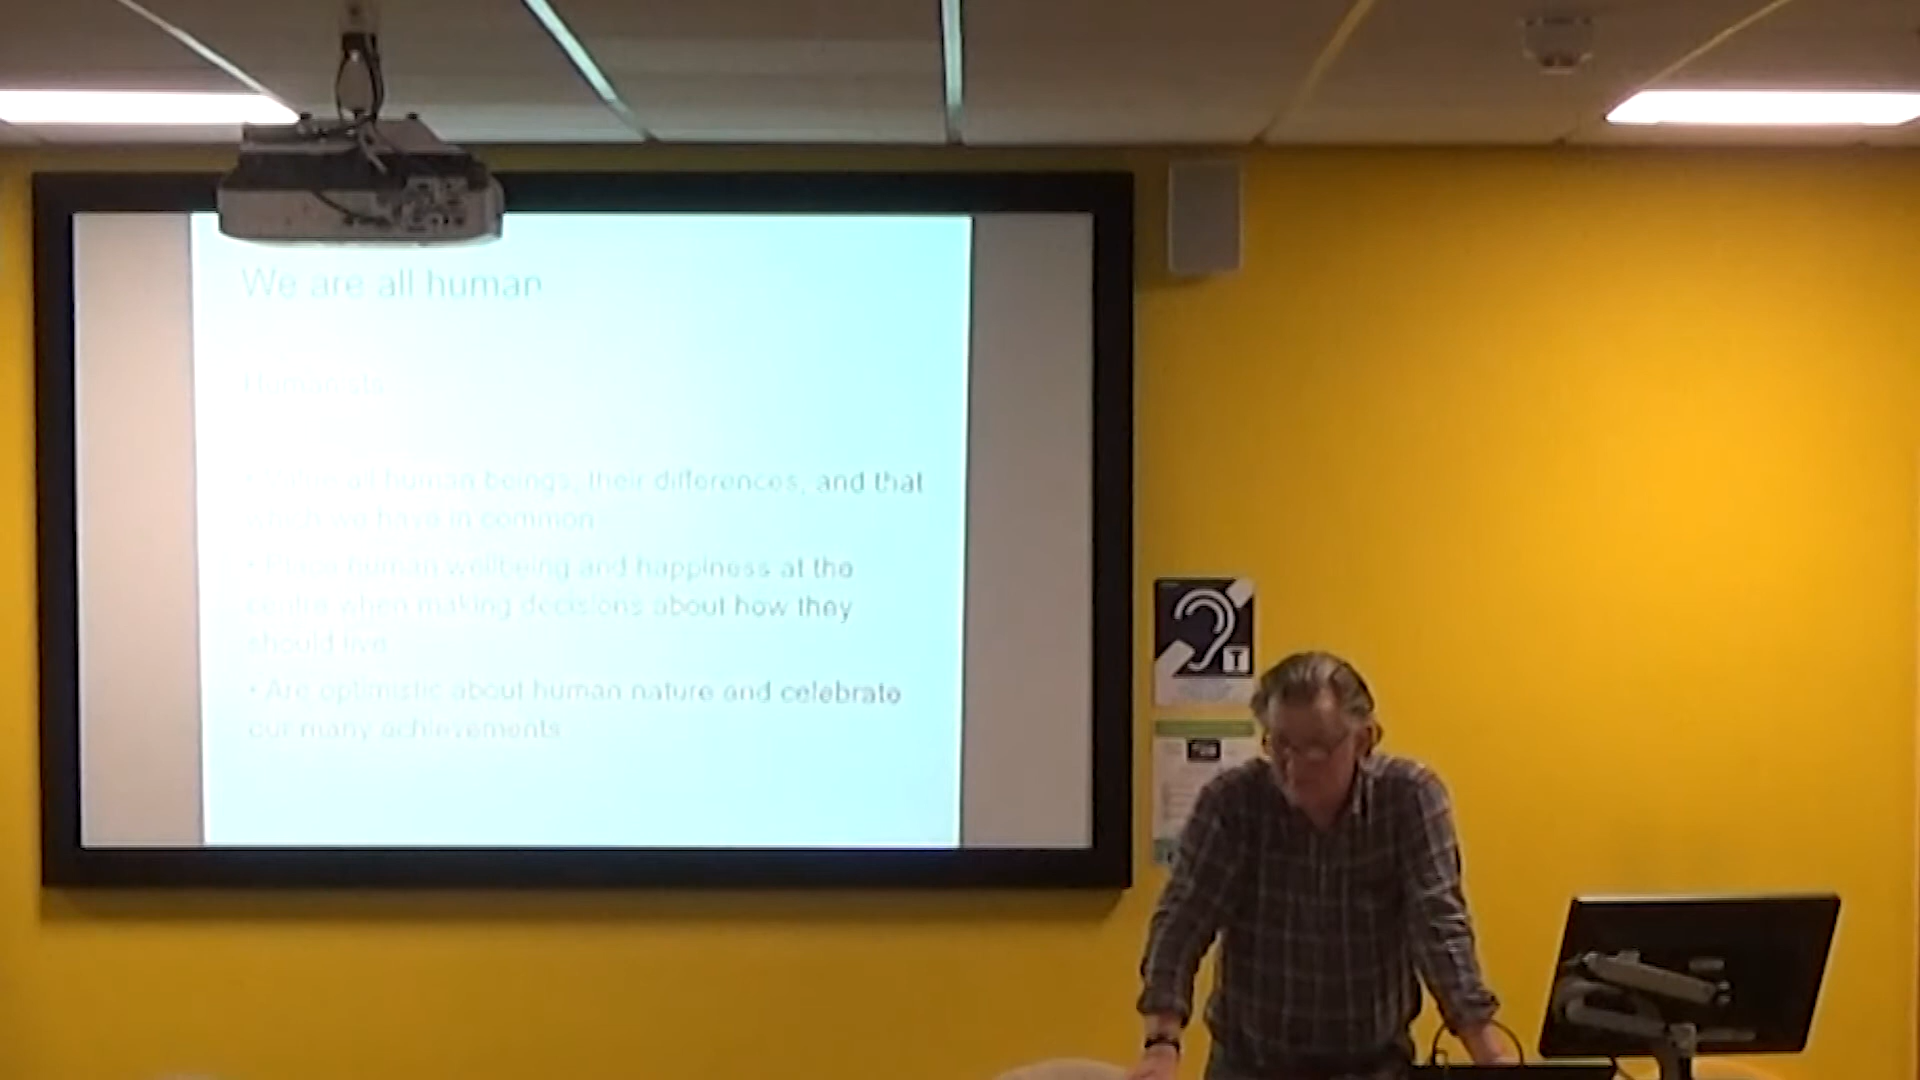 We are all human
Humanists
• Value all human beings, their differences, and that
which we have in common
• Place human wellbeing and happiness at the
centre when making decisions about how they
should live
• Are optimistic about human nature and celebrate
our many achievements
T